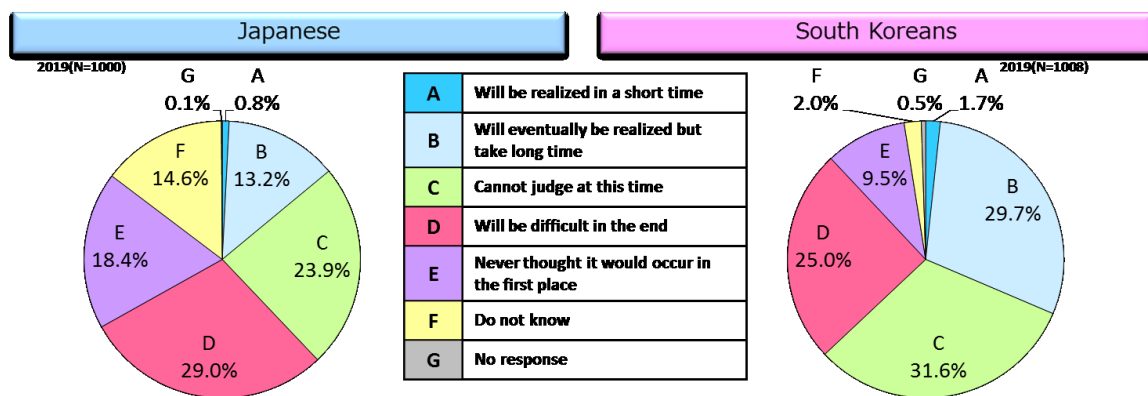 Japanese
South Koreans
2019(N=1000)
2019(N=1008)
G
0.1%
A
0.8%
B
13.2%
C
23.9%
D
29.0%
E
18.4%
F
14.6%
A Will be realized in a short time
B Will eventually be realized but
take long time
C Cannot judge at this time
D Will be difficult in the end
E Never thought it would occur in
the first place
F Do not know
G No response
F
2.0%
G
0.5%
A
1.7%
B
29.7%
C
31.6%
D
25.0%
E
9.5%